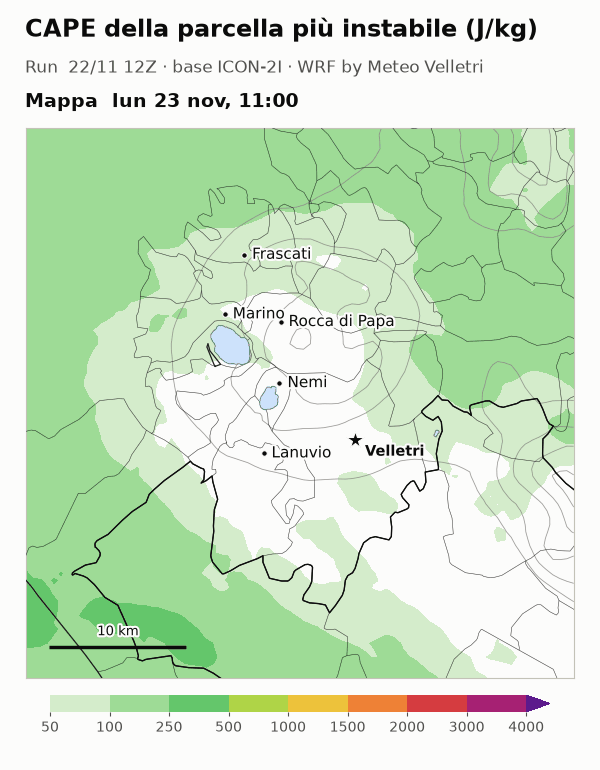 CAPE della parcella più instabile (J/kg)
Run  22/11 12Z · base ICON-2I · WRF by Meteo Velletri
Mappa  lun 23 nov, 11:00
Frascati
Marino
Rocca di Papa
Nemi
Velletri
Lanuvio
10 km
50 100 250 500 1000 1500 2000 3000 4000